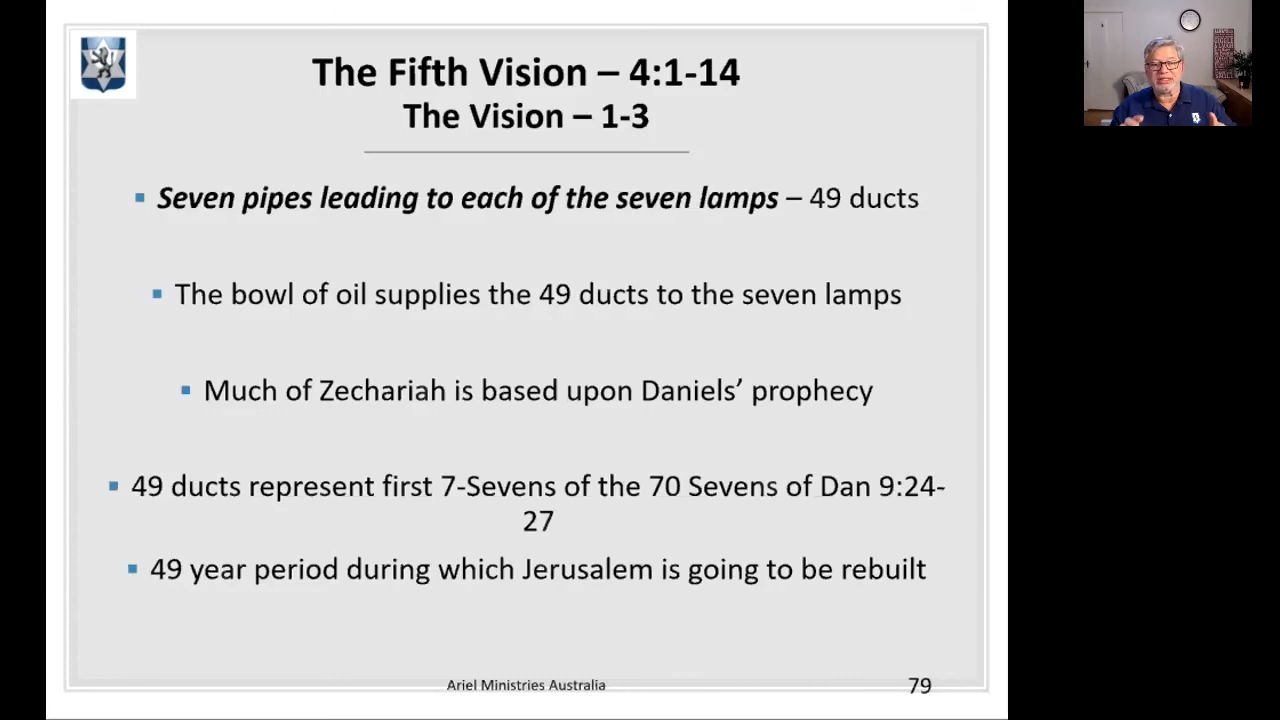 The Fifth Vision – 4:1-14
The Vision – 1-3
Seven pipes leading to each of the seven lamps – 49 ducts
The bowl of oil supplies the 49 ducts to the seven lamps
Much of Zechariah is based upon Daniels’ prophecy
49 ducts represent first 7-Sevens of the 70 Sevens of Dan 9:24-
27
49 year period during which Jerusalem is going to be rebuilt
Ariel Ministries Australia
79